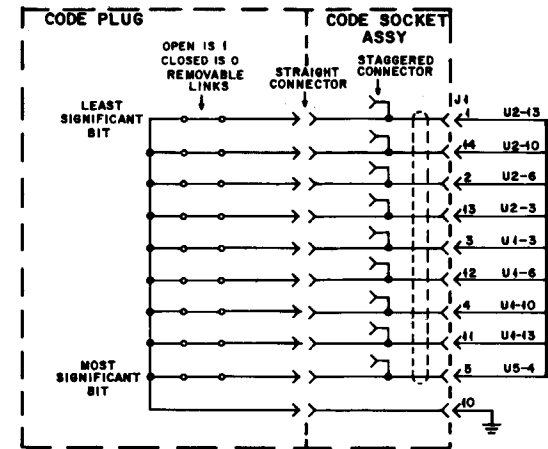 CODE PLUG
CODE SOCKET
ASSY
OPEN IS 1
CLOSED IS 0
REMOVABLE
LINKS
STRAIGHT
CONNECTOR
STAGGERED
CONNECTOR
LEAST
SIGNIFICANT
BIT
J1
1 U2-13
14 U2-10
2 U2-6
13 U2-3
3 U1-3
12 U1-6
4 U1-10
11 U1-13
5 U5-4
10
MOST
SIGNIFICANT
BIT